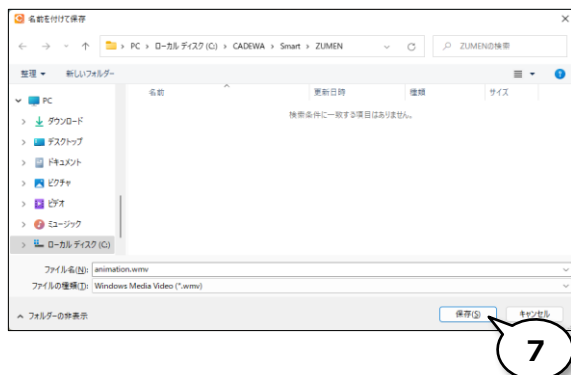 名前を付けて保存
PC > ローカル ディスク (C:) > CADEWA > Smart > ZUMEN
ZUMENの検索
整理 新しいフォルダー
名前 更新日時 種類 サイズ
検索条件に一致する項目はありません。
PC
ダウンロード
デスクトップ
ドキュメント
ピクチャ
ビデオ
ミュージック
ローカル ディスク (C:)
ファイル名(N): animation.wmv
ファイルの種類(T): Windows Media Video (*.wmv)
フォルダーの非表示
保存(S) キャンセル
7